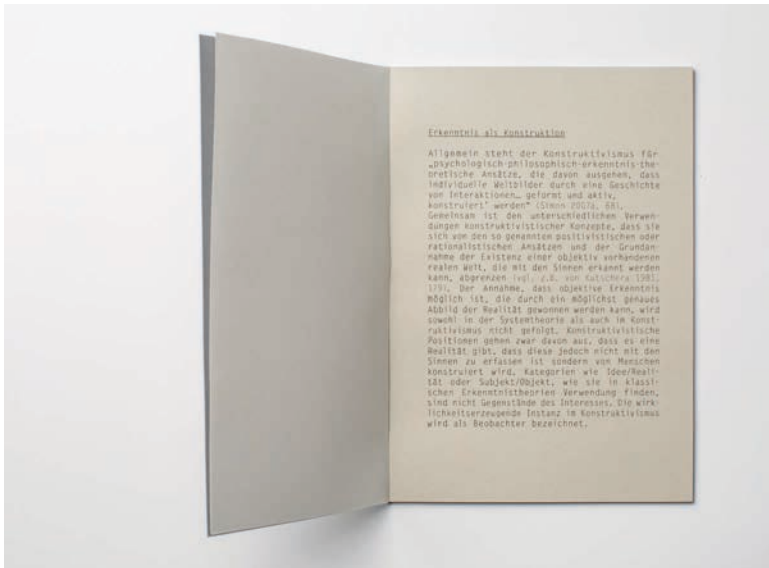 Erkenntnis als Konstruktion
Allgemein steht der Konstruktivismus für
„psychologisch-philosophisch-erkenntnis-the-
oretische Ansätze, die davon ausgehen, dass
individuelle Weltbilder durch eine Geschichte
von Interaktionen… geformt und aktiv
konstruiert' werden“ (Simon 2007a, 68).
Gemeinsam ist den unterschiedlichen Verwen-
dungen konstruktivistischer Konzepte, dass sie
sich von den so genannten positivistischen oder
rationalistischen Ansätzen und der Grundan-
nahme der Existenz einer objektiv vorhandenen
realen Welt, die mit den Sinnen erkannt werden
kann, abgrenzen (vgl. z.B. von Kutschera 1981,
179). Der Annahme, dass objektive Erkenntnis
möglich ist, die durch ein möglichst genaues
Abbild der Realität gewonnen werden kann, wird
sowohl in der Systemtheorie als auch im Konst-
ruktivismus nicht gefolgt. Konstruktivistische
Positionen gehen zwar davon aus, dass es eine
Realität gibt, dass diese jedoch nicht mit den
Sinnen zu erfassen ist sondern von Menschen
konstruiert wird. Kategorien wie Idee/Reali-
tät oder Subjekt/Objekt, wie sie in klassi-
schen Erkenntnistheorien Verwendung finden,
sind nicht Gegenstände des Interesses. Die wirk-
lichkeitserzeugende Instanz im Konstruktivismus
wird als Beobachter bezeichnet.